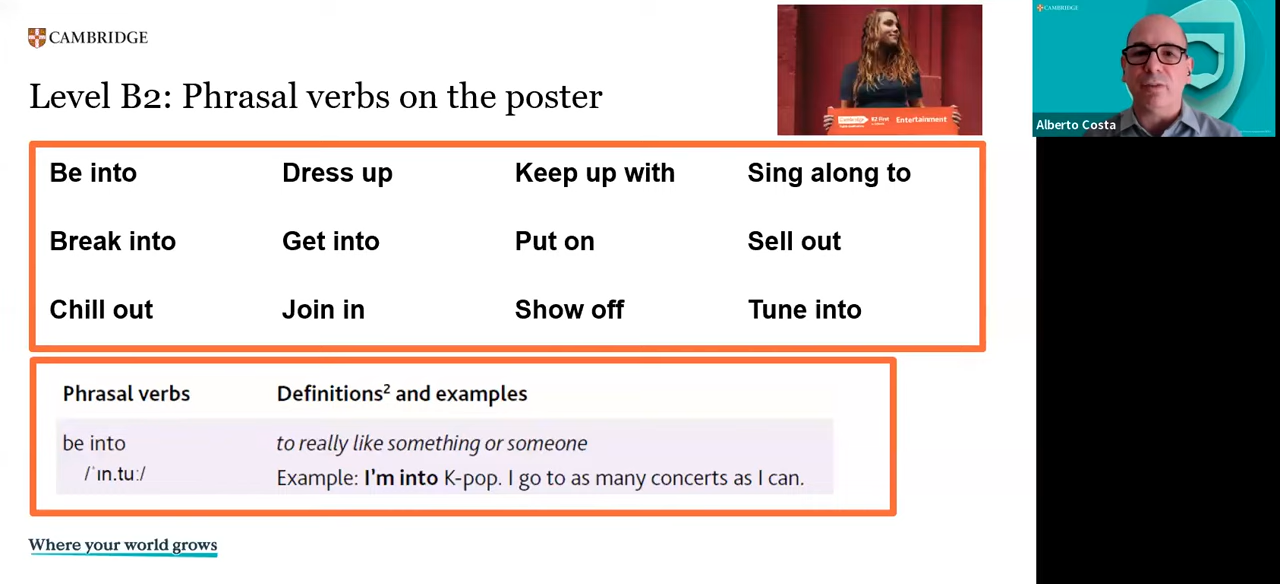 CAMBRIDGE
Level B2: Phrasal verbs on the poster
B2 First
Entertainment
CAMBRIDGE
Alberto Costa
Be into Dress up Keep up with Sing along to
Break into Get into Put on Sell out
Chill out Join in Show off Tune into
Phrasal verbs Definitions² and examples
be into to really like something or someone
/ˈɪn.tuː/ Example: I'm into K-pop. I go to as many concerts as I can.
Where your world grows